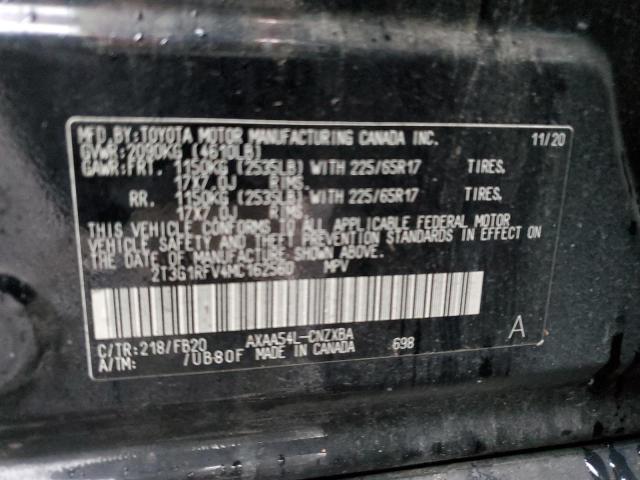 MFD.BY:TOYOTA MOTOR MANUFACTURING CANADA INC. 11/20
GVWR:2090KG (4610LB)
GAWR:FRT. 1150KG (2535LB) WITH 225/65R17 TIRES.
17X7.0J RIMS.
RR. 1150KG (2535LB) WITH 225/65R17 TIRES.
17X7.0J RIMS.
THIS VEHICLE CONFORMS TO ALL APPLICABLE FEDERAL MOTOR
VEHICLE SAFETY AND THEFT PREVENTION STANDARDS IN EFFECT ON
THE DATE OF MANUFACTURE SHOWN ABOVE.
2T3G1RFV4MC162560 MPV
C/TR:218/FB20 AXAA54L-CNZXBA 698 A
A/TM: /UB80F MADE IN CANADA